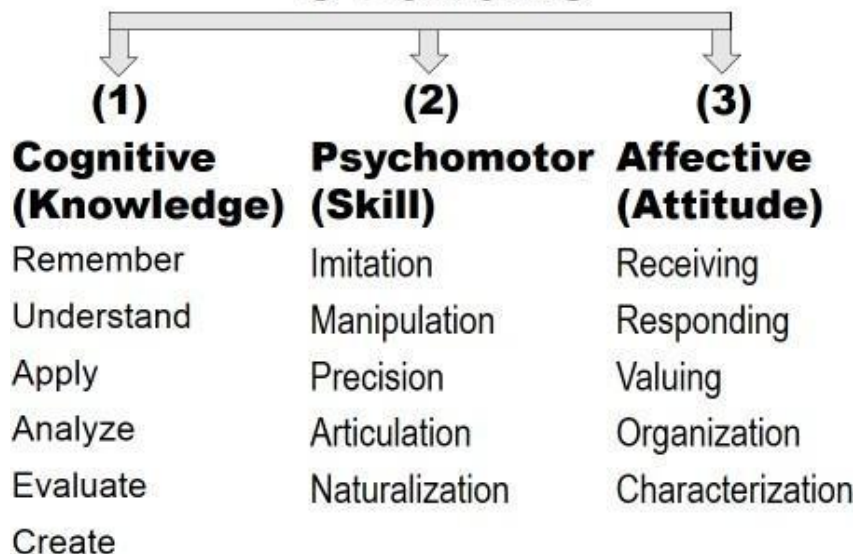 (1)
(2)
(3)
Cognitive
(Knowledge)
Psychomotor
(Skill)
Affective
(Attitude)
Remember
Understand
Apply
Analyze
Evaluate
Create
Imitation
Manipulation
Precision
Articulation
Naturalization
Receiving
Responding
Valuing
Organization
Characterization